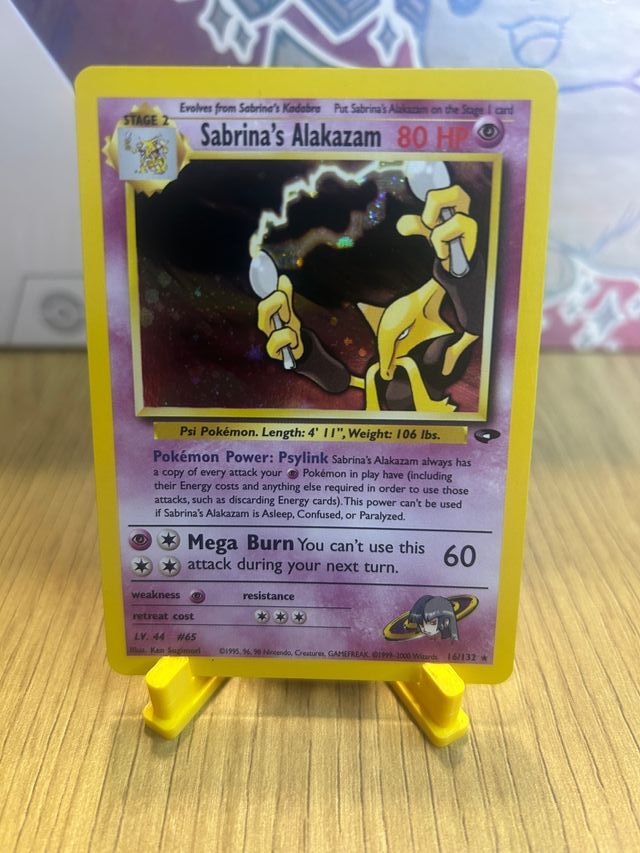 Evolves from Sabrina's Kadabra Put Sabrina's Alakazam on the Stage 1 card
STAGE 2
Sabrina's Alakazam 80 HP
Psi Pokémon. Length: 4' 11", Weight: 106 lbs.
Pokémon Power: Psylink Sabrina's Alakazam always has
a copy of every attack your Pokémon in play have (including
their Energy costs and anything else required in order to use those
attacks, such as discarding Energy cards). This power can't be used
if Sabrina's Alakazam is Asleep, Confused, or Paralyzed.
Mega Burn You can't use this 60
attack during your next turn.
weakness resistance
retreat cost
LV. 44 #65
Illus. Ken Sugimori ©1995, 96, 98 Nintendo, Creatures, GAMEFREAK. ©1999-2000 Wizards. 16/132